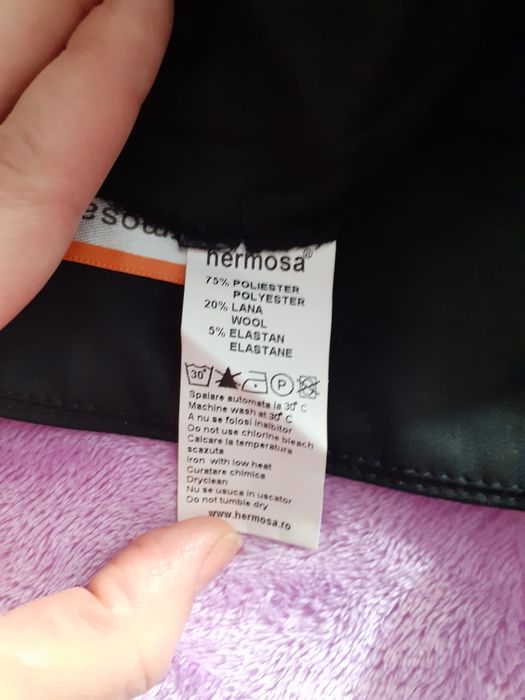 hermosa®
75% POLIESTER
POLYESTER
20% LANA
WOOL
5% ELASTAN
ELASTANE
30° P
Spalare automata la 30° C
Machine wash at 30° C
A nu se folosi inalbitor
Do not use chlorine bleach
Calcare la temperatura
scazuta
Iron with low heat
Curatare chimica
Dryclean
Nu se usuca in uscator
Do not tumble dry
www.hermosa.ro